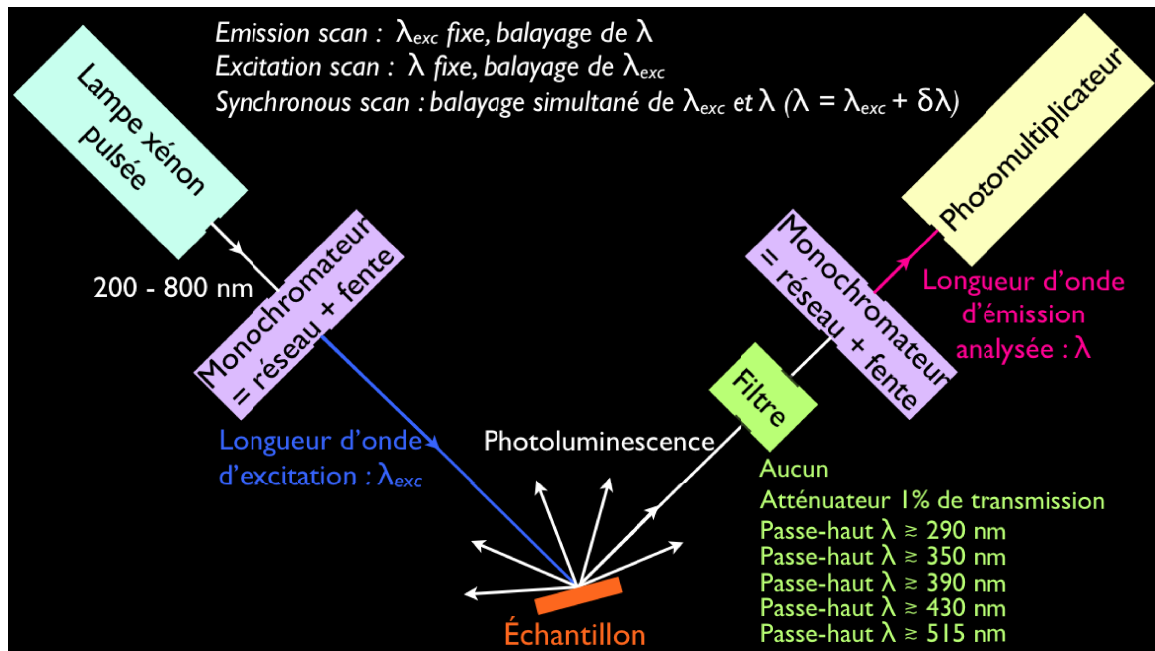 Emission scan : λexc fixe, balayage de λ
Excitation scan : λ fixe, balayage de λexc
Synchronous scan : balayage simultané de λexc et λ (λ = λexc + δλ)
Lampe xénon
pulsée
200 - 800 nm
Monochromateur
= réseau + fente
Longueur d'onde
d'excitation : λexc
Photoluminescence
Échantillon
Filtre
Aucun
Atténuateur 1% de transmission
Passe-haut λ ≳ 290 nm
Passe-haut λ ≳ 350 nm
Passe-haut λ ≳ 390 nm
Passe-haut λ ≳ 430 nm
Passe-haut λ ≳ 515 nm
Monochromateur
= réseau + fente
Longueur d'onde
d'émission
analysée : λ
Photomultiplicateur